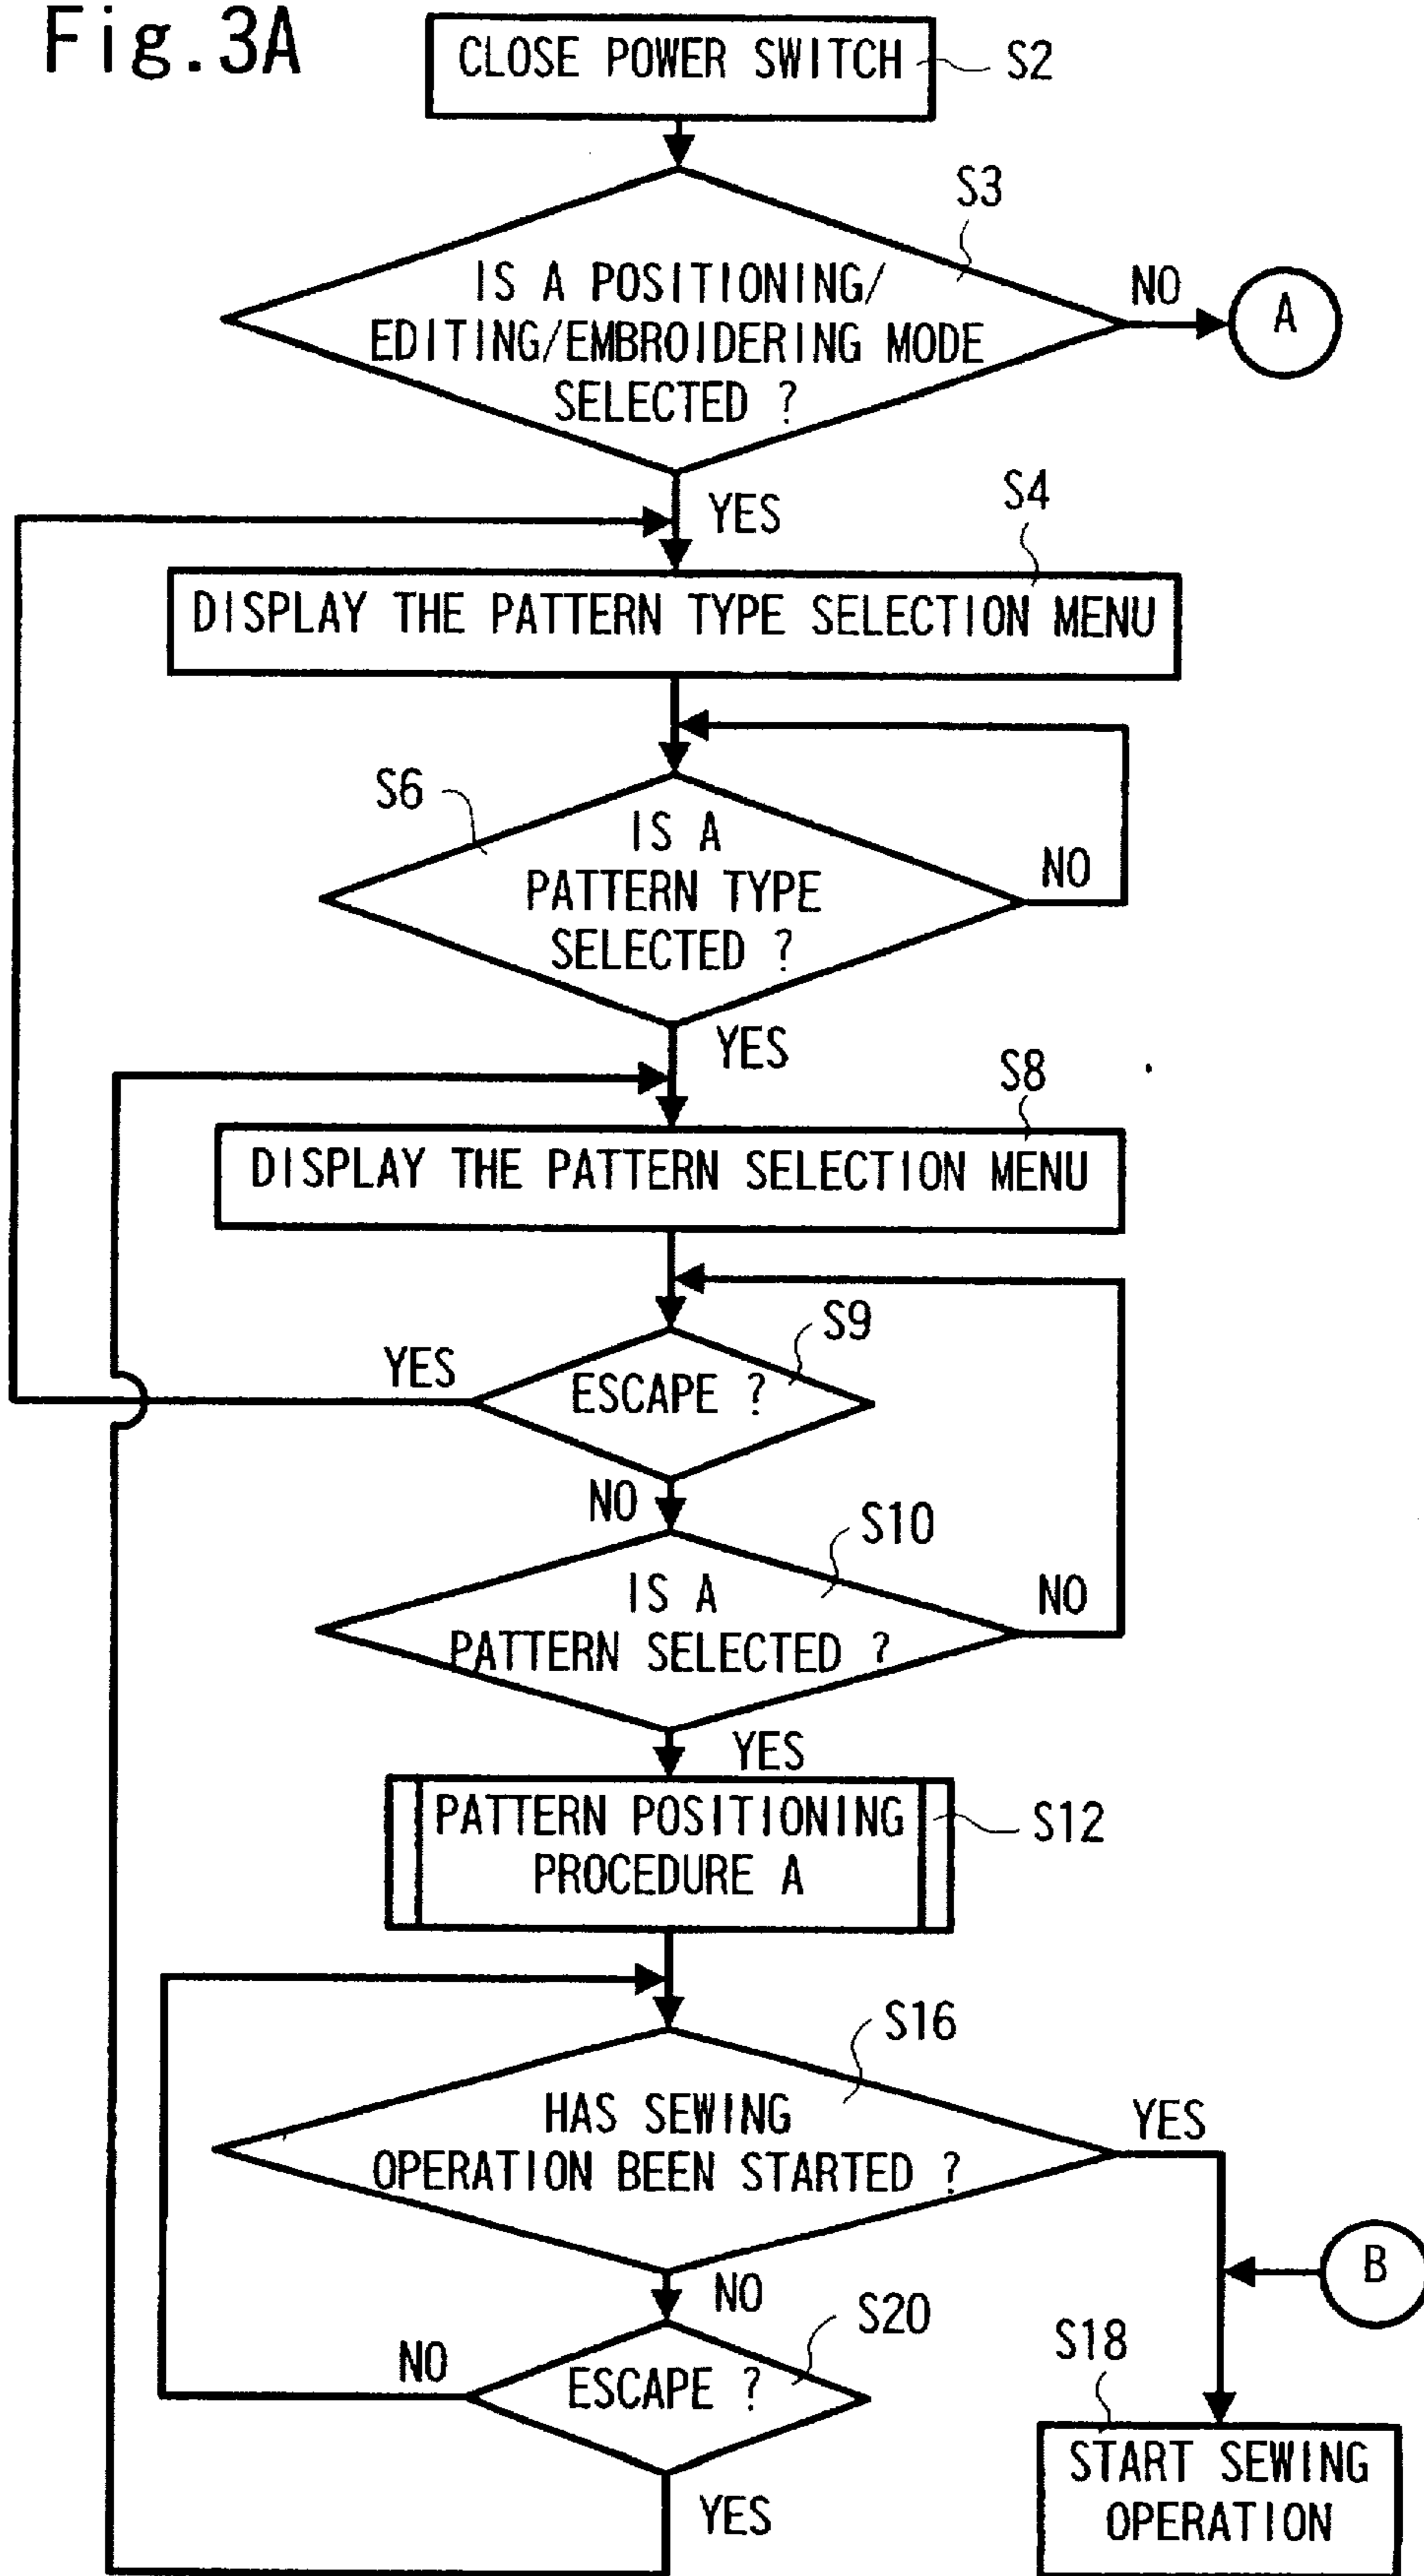 Fig.3A
CLOSE POWER SWITCH
S2
S3
IS A POSITIONING/
EDITING/EMBROIDERING MODE
SELECTED ?
NO
A
YES
S4
DISPLAY THE PATTERN TYPE SELECTION MENU
S6
IS A
PATTERN TYPE
SELECTED ?
NO
YES
S8
DISPLAY THE PATTERN SELECTION MENU
S9
YES
ESCAPE ?
NO
S10
IS A
PATTERN SELECTED ?
NO
YES
PATTERN POSITIONING
PROCEDURE A
S12
S16
HAS SEWING
OPERATION BEEN STARTED ?
YES
B
NO
S20
NO
ESCAPE ?
S18
START SEWING
OPERATION
YES